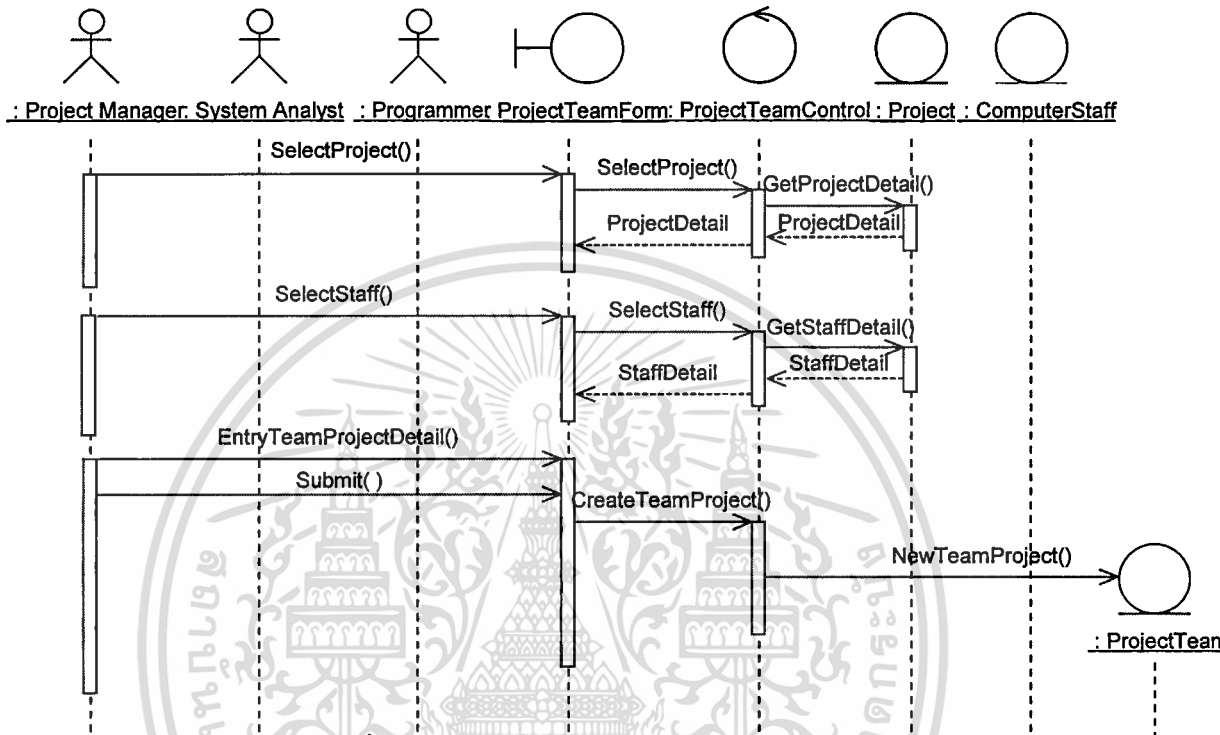 : Project Manager: System Analyst : Programmer ProjectTeamForm: ProjectTeamControl : Project : ComputerStaff
SelectProject()
SelectProject()
GetProjectDetail()
ProjectDetail
ProjectDetail
SelectStaff()
SelectStaff()
GetStaffDetail()
StaffDetail
StaffDetail
EntryTeamProjectDetail()
Submit( )
CreateTeamProject()
NewTeamProject()
: ProjectTeam